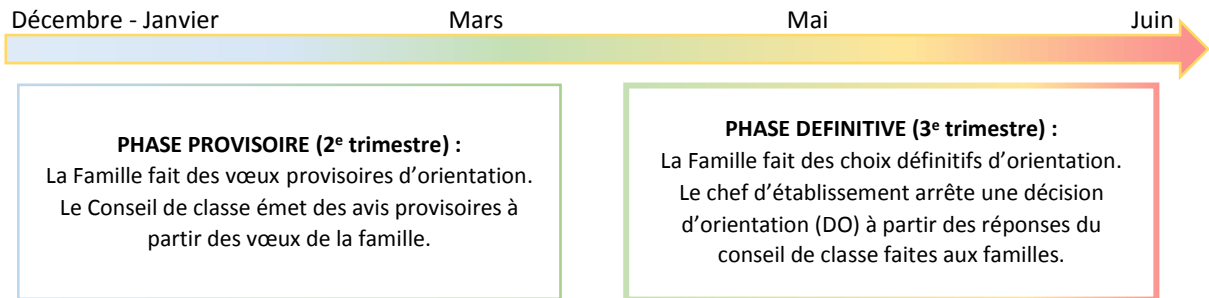 Décembre - Janvier Mars Mai Juin
PHASE PROVISOIRE (2e trimestre) :
La Famille fait des vœux provisoires d’orientation.
Le Conseil de classe émet des avis provisoires à
partir des vœux de la famille.
PHASE DEFINITIVE (3e trimestre) :
La Famille fait des choix définitifs d’orientation.
Le chef d’établissement arrête une décision
d’orientation (DO) à partir des réponses du
conseil de classe faites aux familles.